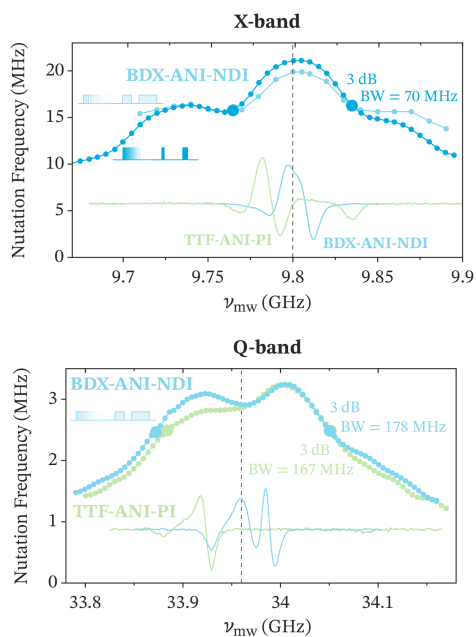 X-band
Nutation Frequency (MHz)
20
15
10
5
0
BDX-ANI-NDI
3 dB
BW = 70 MHz
TTF-ANI-PI
BDX-ANI-NDI
9.7
9.75
9.8
9.85
9.9
νmw (GHz)
Q-band
Nutation Frequency (MHz)
3
2
1
0
BDX-ANI-NDI
3 dB
BW = 178 MHz
3 dB
BW = 167 MHz
TTF-ANI-PI
33.8
33.9
34
34.1
νmw (GHz)